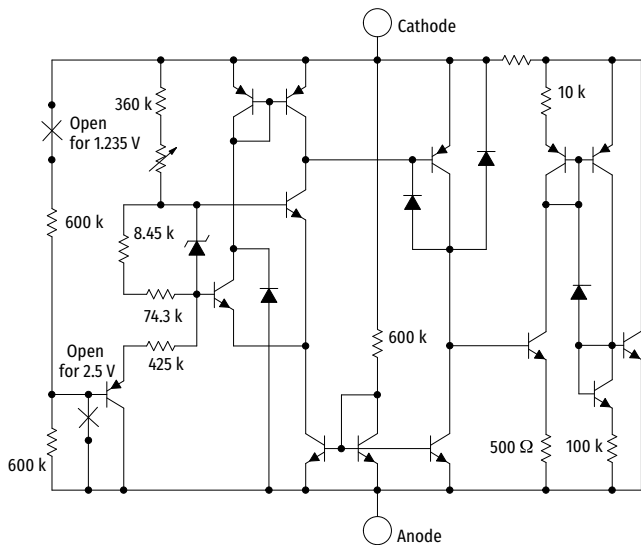 Cathode
360 k
10 k
Open
for 1.235 V
600 k
8.45 k
74.3 k
600 k
Open
for 2.5 V
425 k
600 k
500 Ω
100 k
Anode